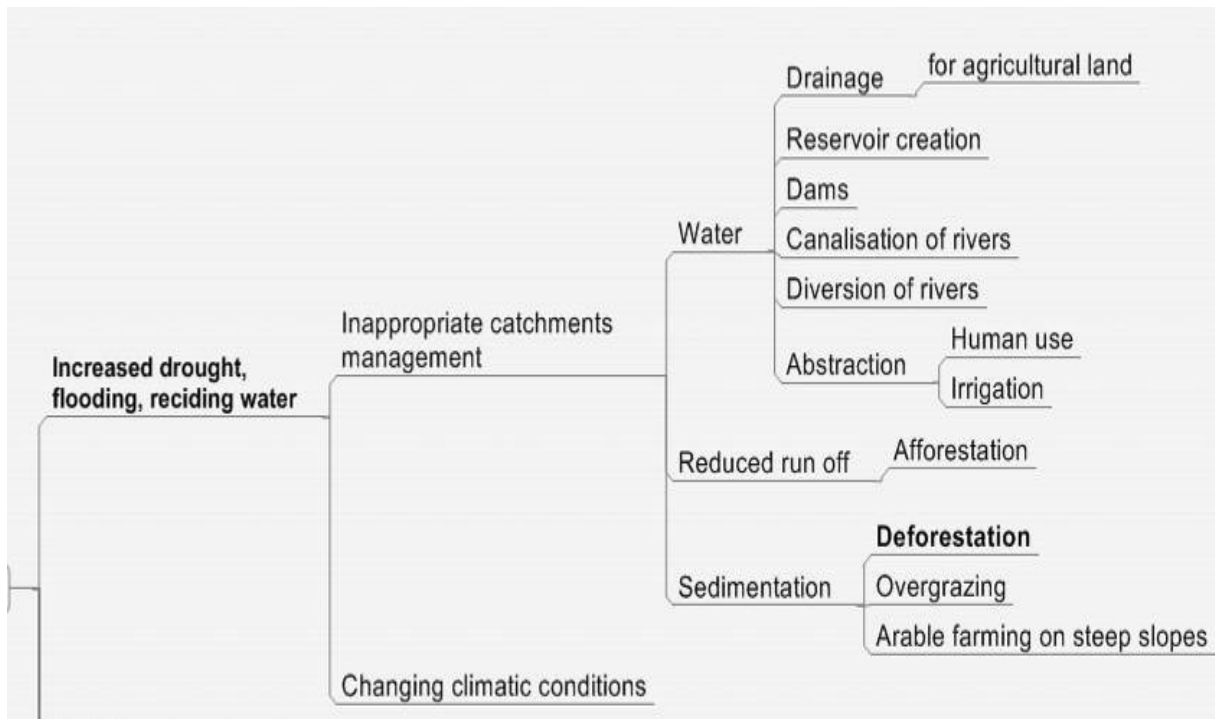 Increased drought,
flooding, reciding water
Inappropriate catchments
management
Water
Drainage
for agricultural land
Reservoir creation
Dams
Canalisation of rivers
Diversion of rivers
Abstraction
Human use
Irrigation
Reduced run off
Afforestation
Sedimentation
Deforestation
Overgrazing
Arable farming on steep slopes
Changing climatic conditions